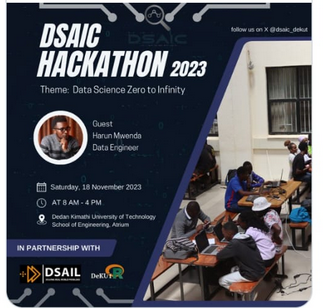 follow us on X @dsaic_dekut
DSAIC
DSAIC
HACKATHON 2023
Theme: Data Science Zero to Infinity
Guest
Harun Mwenda
Data Engineer
Saturday, 18 November 2023
AT 8 AM - 4 PM
Dedan Kimathi University of Technology
School of Engineering, Atrium
IN PARTNERSHIP WITH
DSAIL
DeKUT R